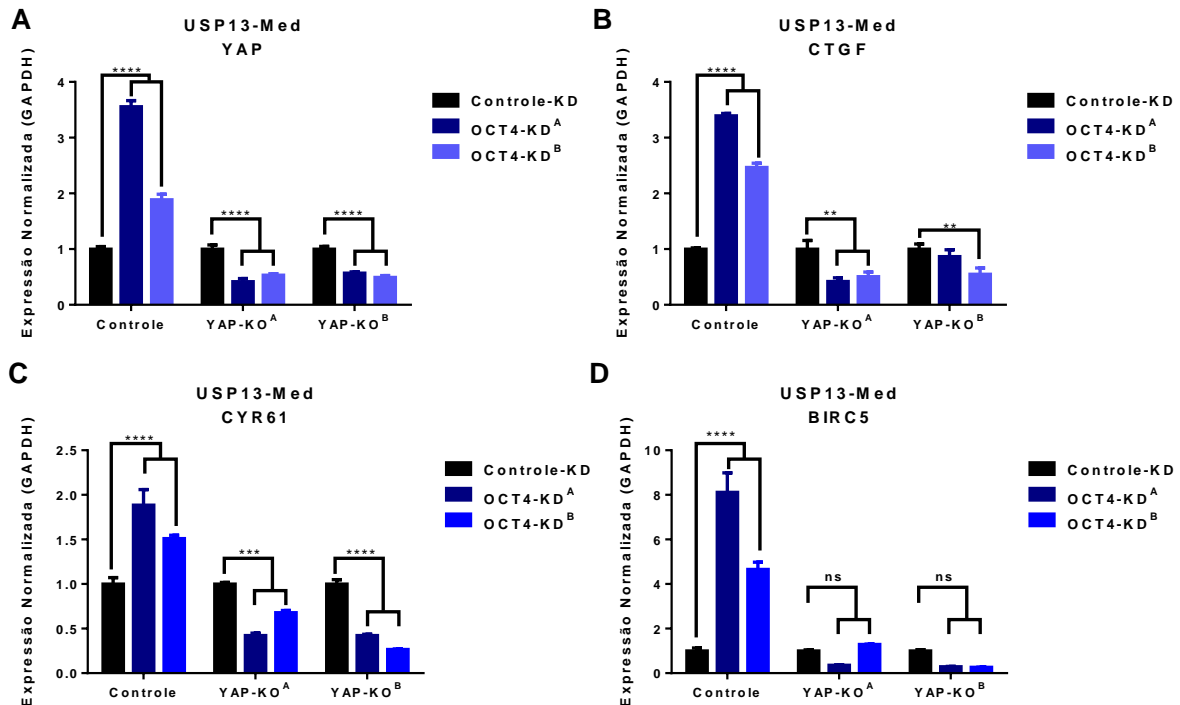 A
USP13-Med
YAP
Expressão Normalizada (GAPDH)
4
3
2
1
0
****
****
****
Controle
YAP-KO^A
YAP-KO^B
Controle-KD
OCT4-KD^A
OCT4-KD^B
B
USP13-Med
CTGF
Expressão Normalizada (GAPDH)
4
3
2
1
0
****
**
**
Controle
YAP-KO^A
YAP-KO^B
Controle-KD
OCT4-KD^A
OCT4-KD^B
C
USP13-Med
CYR61
Expressão Normalizada (GAPDH)
2.5
2.0
1.5
1.0
0.5
0.0
****
***
****
Controle
YAP-KO^A
YAP-KO^B
Controle-KD
OCT4-KD^A
OCT4-KD^B
D
USP13-Med
BIRC5
Expressão Normalizada (GAPDH)
10
8
6
4
2
0
****
ns
ns
Controle
YAP-KO^A
YAP-KO^B
Controle-KD
OCT4-KD^A
OCT4-KD^B